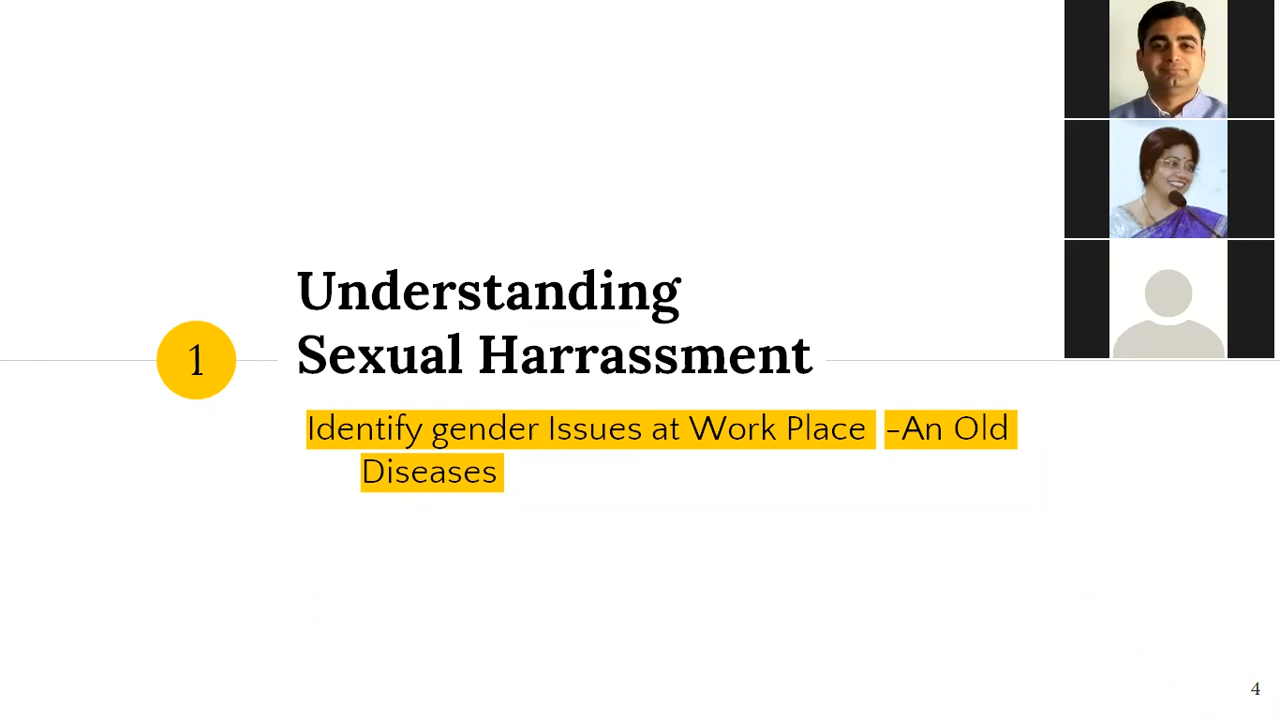 Understanding
1
Sexual Harrassment
Identify gender Issues at Work Place -An Old
Diseases
4